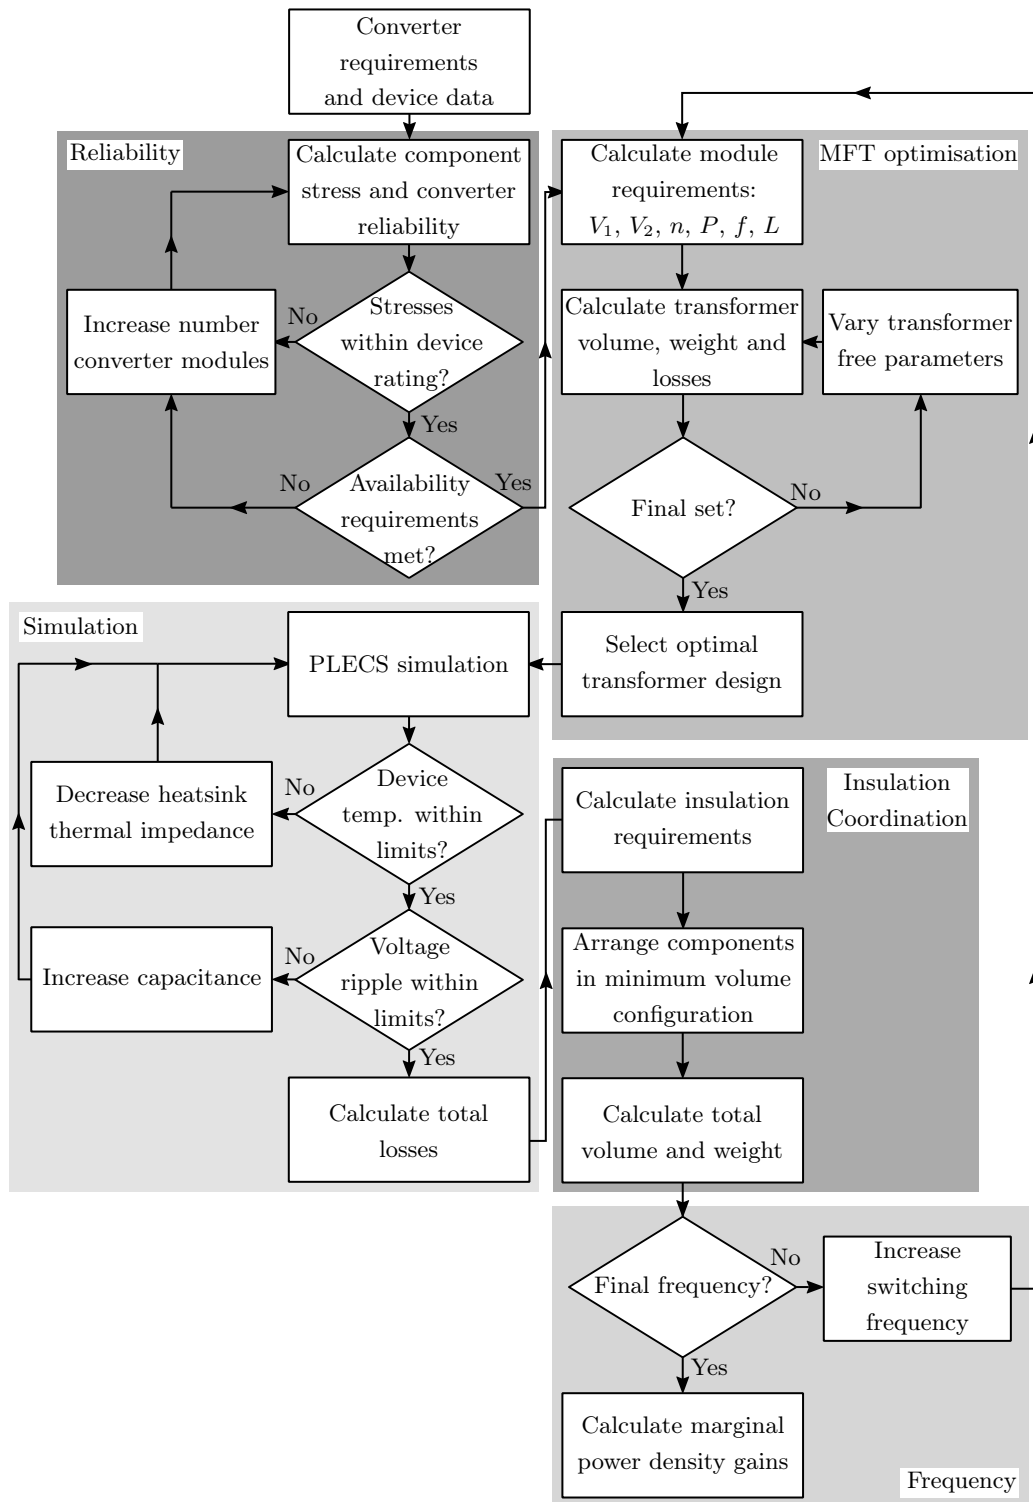 Converter
requirements
and device data
Reliability
Calculate component
stress and converter
reliability
Stresses
within device
rating?
No
Yes
Increase number
converter modules
Availability
requirements
met?
No
Yes
MFT optimisation
Calculate module
requirements:
V₁, V₂, n, P, f, L
Calculate transformer
volume, weight and
losses
Vary transformer
free parameters
Final set?
No
Yes
Select optimal
transformer design
Simulation
PLECS simulation
Device
temp. within
limits?
No
Yes
Decrease heatsink
thermal impedance
Voltage
ripple within
limits?
No
Yes
Increase capacitance
Calculate total
losses
Insulation
Coordination
Calculate insulation
requirements
Arrange components
in minimum volume
configuration
Calculate total
volume and weight
Final frequency?
No
Yes
Increase
switching
frequency
Calculate marginal
power density gains
Frequency